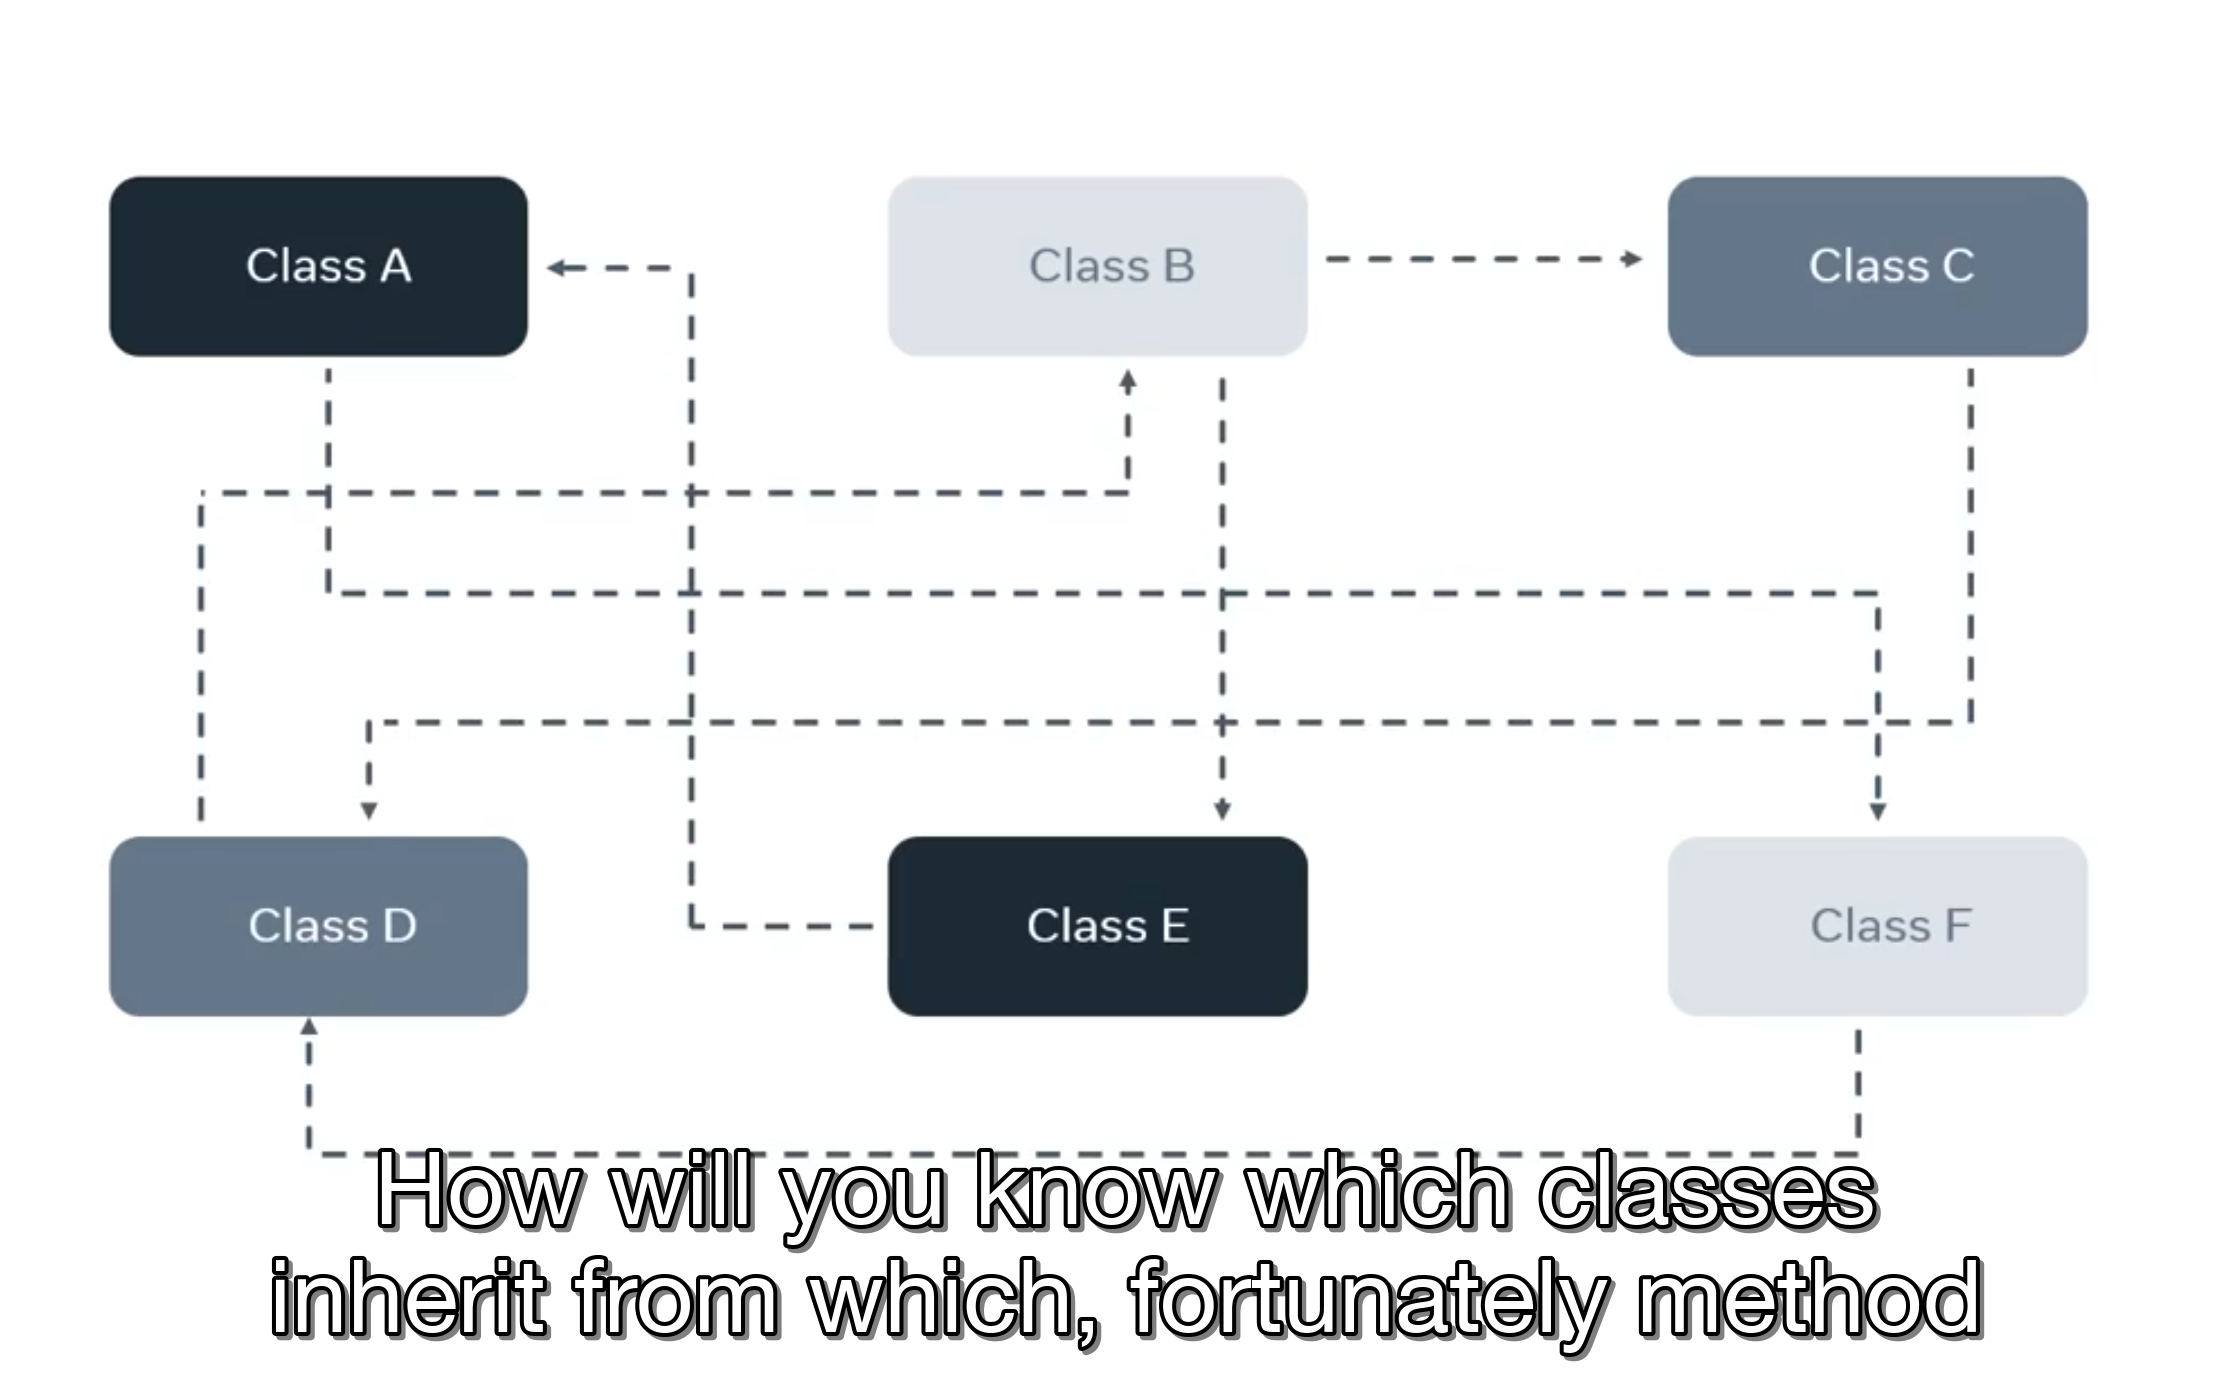 Class A
Class B
Class C
Class D
Class E
Class F
How will you know which classes
inherit from which, fortunately method